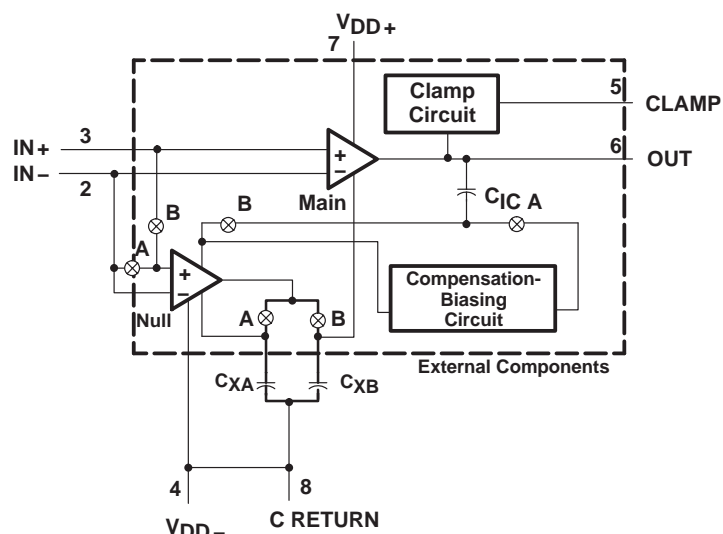 VDD+
7
Clamp
Circuit
5
CLAMP
IN+
3
6
OUT
IN−
2
+
−
Main
CIC
A
B
B
A
+
−
Null
Compensation-
Biasing
Circuit
A
B
External Components
CXA
CXB
4
8
VDD−
C RETURN